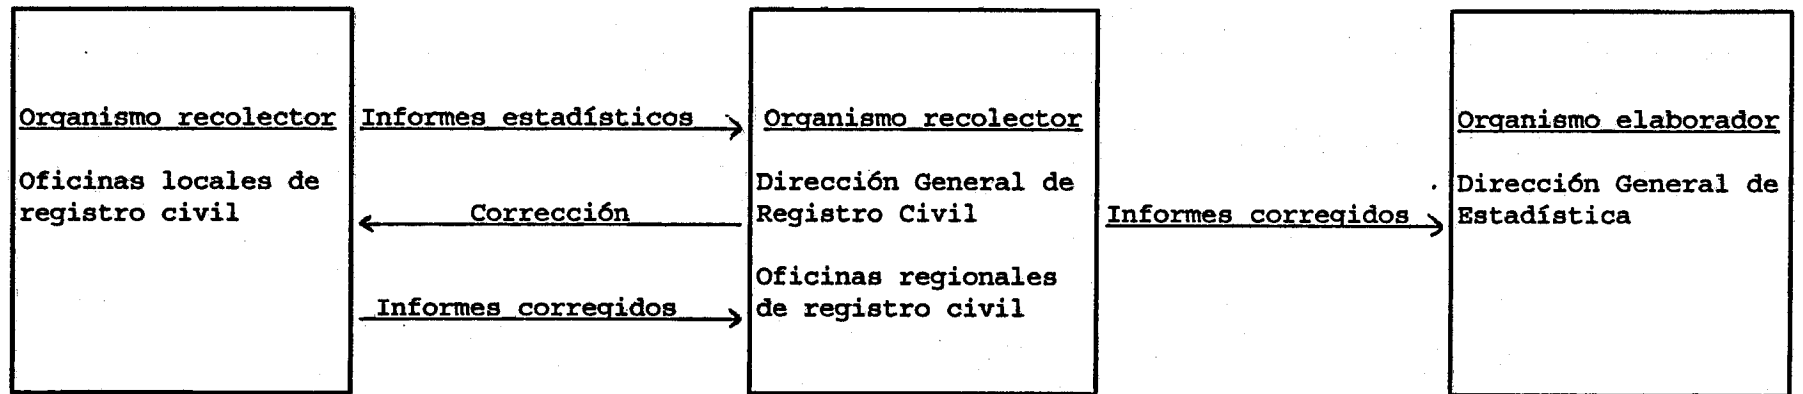 Organismo recolector
Oficinas locales de
registro civil
Informes estadísticos
Corrección
Informes corregidos
Organismo recolector
Dirección General de
Registro Civil
Oficinas regionales
de registro civil
Informes corregidos
Organismo elaborador
Dirección General de
Estadística